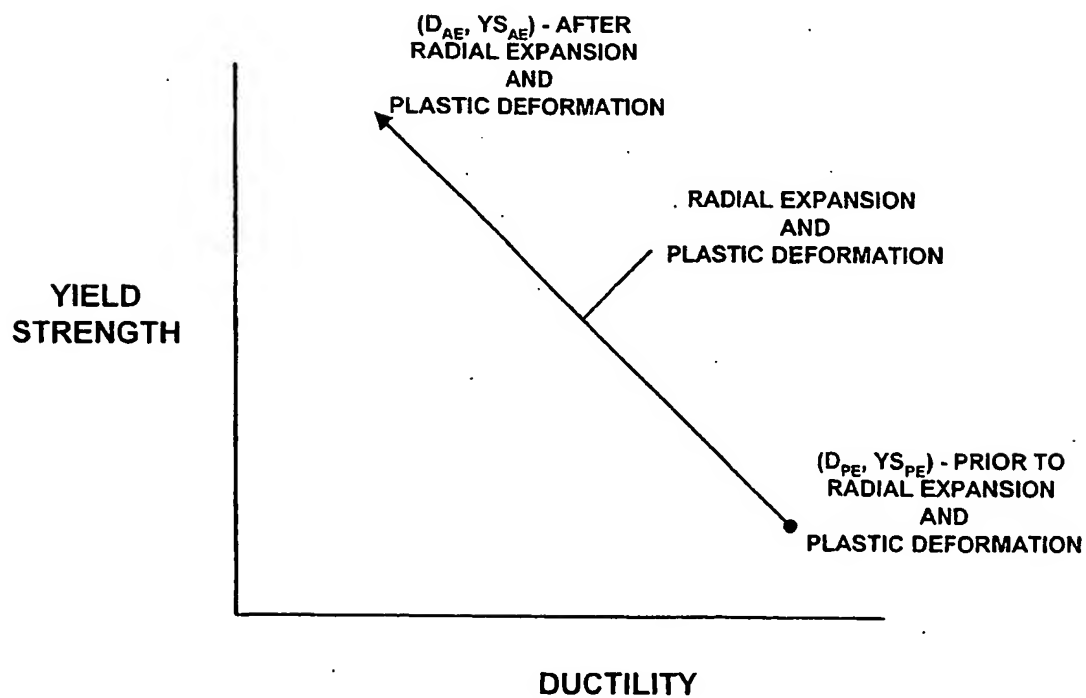 (D_AE, YS_AE) - AFTER
RADIAL EXPANSION
AND
PLASTIC DEFORMATION
RADIAL EXPANSION
AND
PLASTIC DEFORMATION
YIELD
STRENGTH
(D_PE, YS_PE) - PRIOR TO
RADIAL EXPANSION
AND
PLASTIC DEFORMATION
DUCTILITY